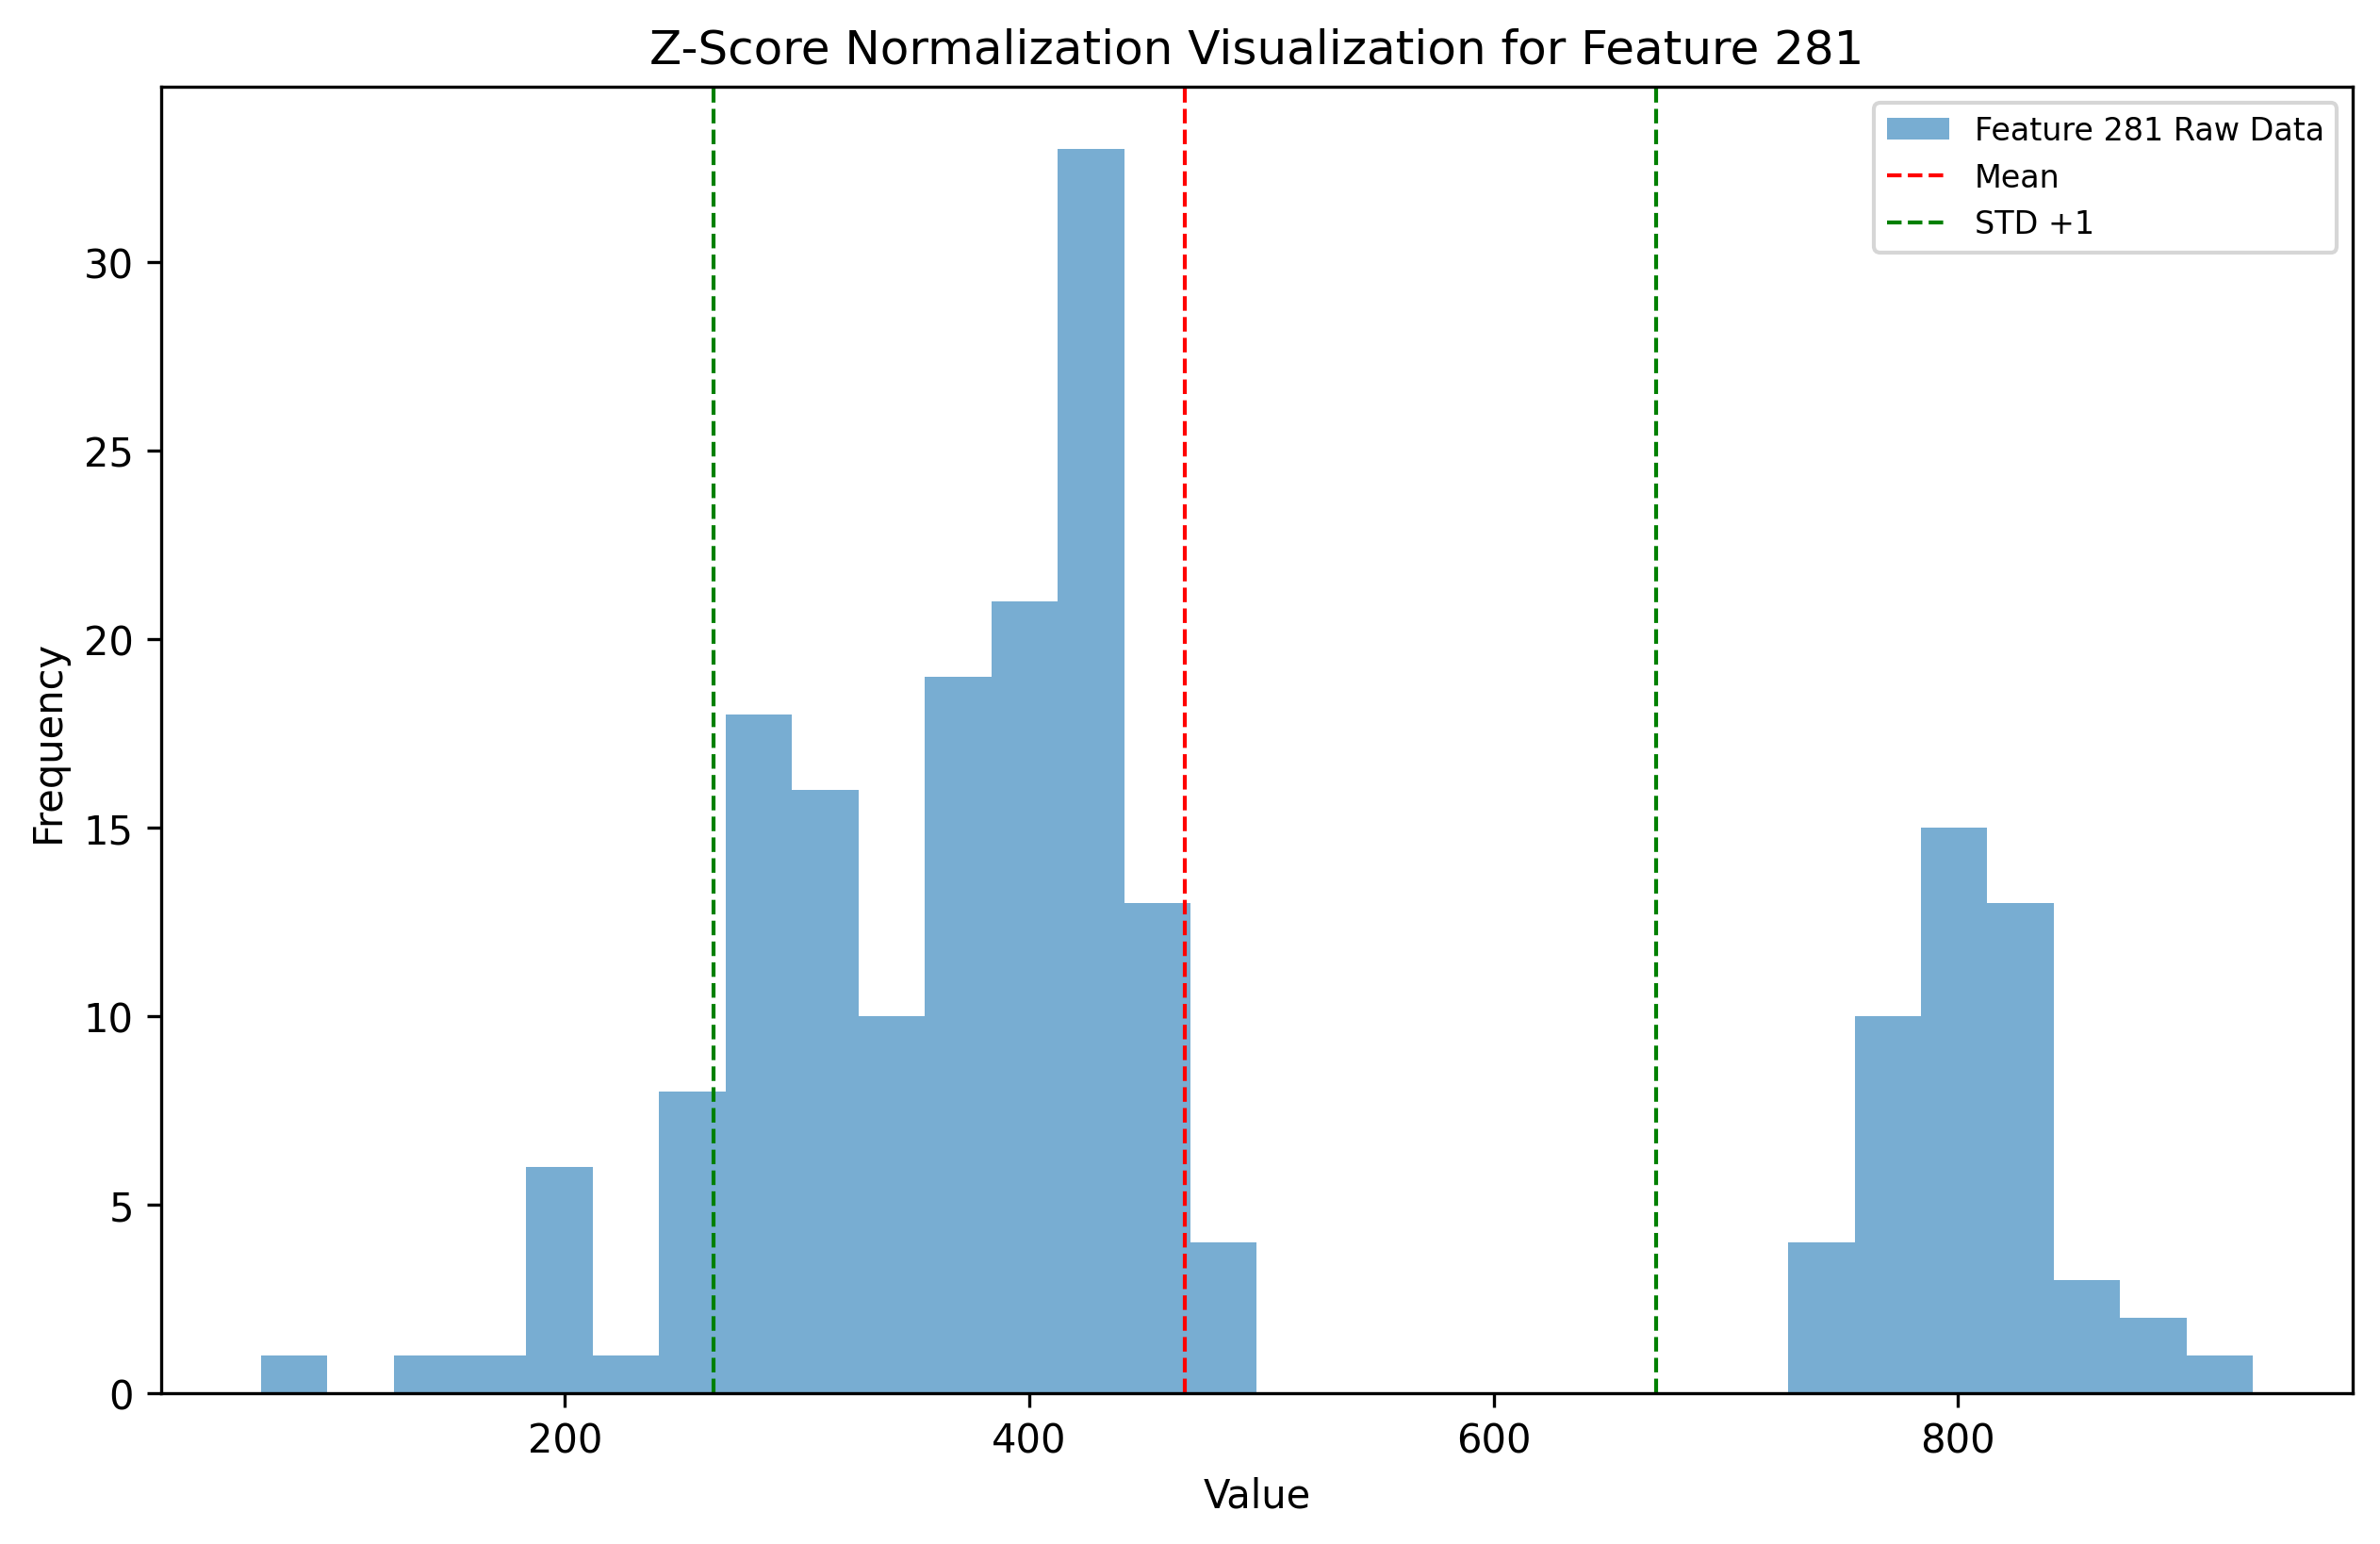 Z-Score Normalization Visualization for Feature 281
Feature 281 Raw Data
Mean
STD +1
30
25
20
15
10
5
0
Frequency
200 400 600 800
Value